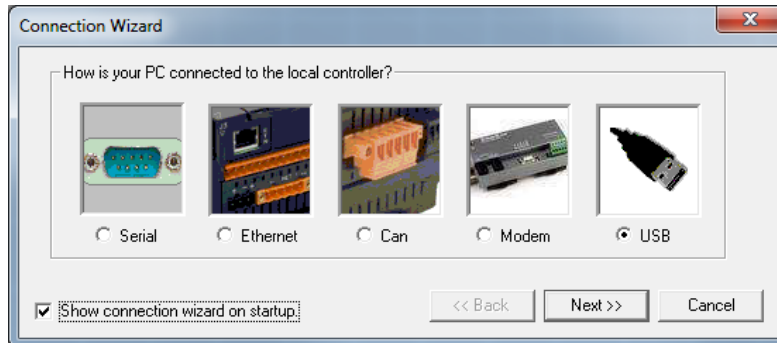 Connection Wizard
How is your PC connected to the local controller?
Serial
Ethernet
Can
Modem
USB
Show connection wizard on startup.
<< Back
Next >>
Cancel